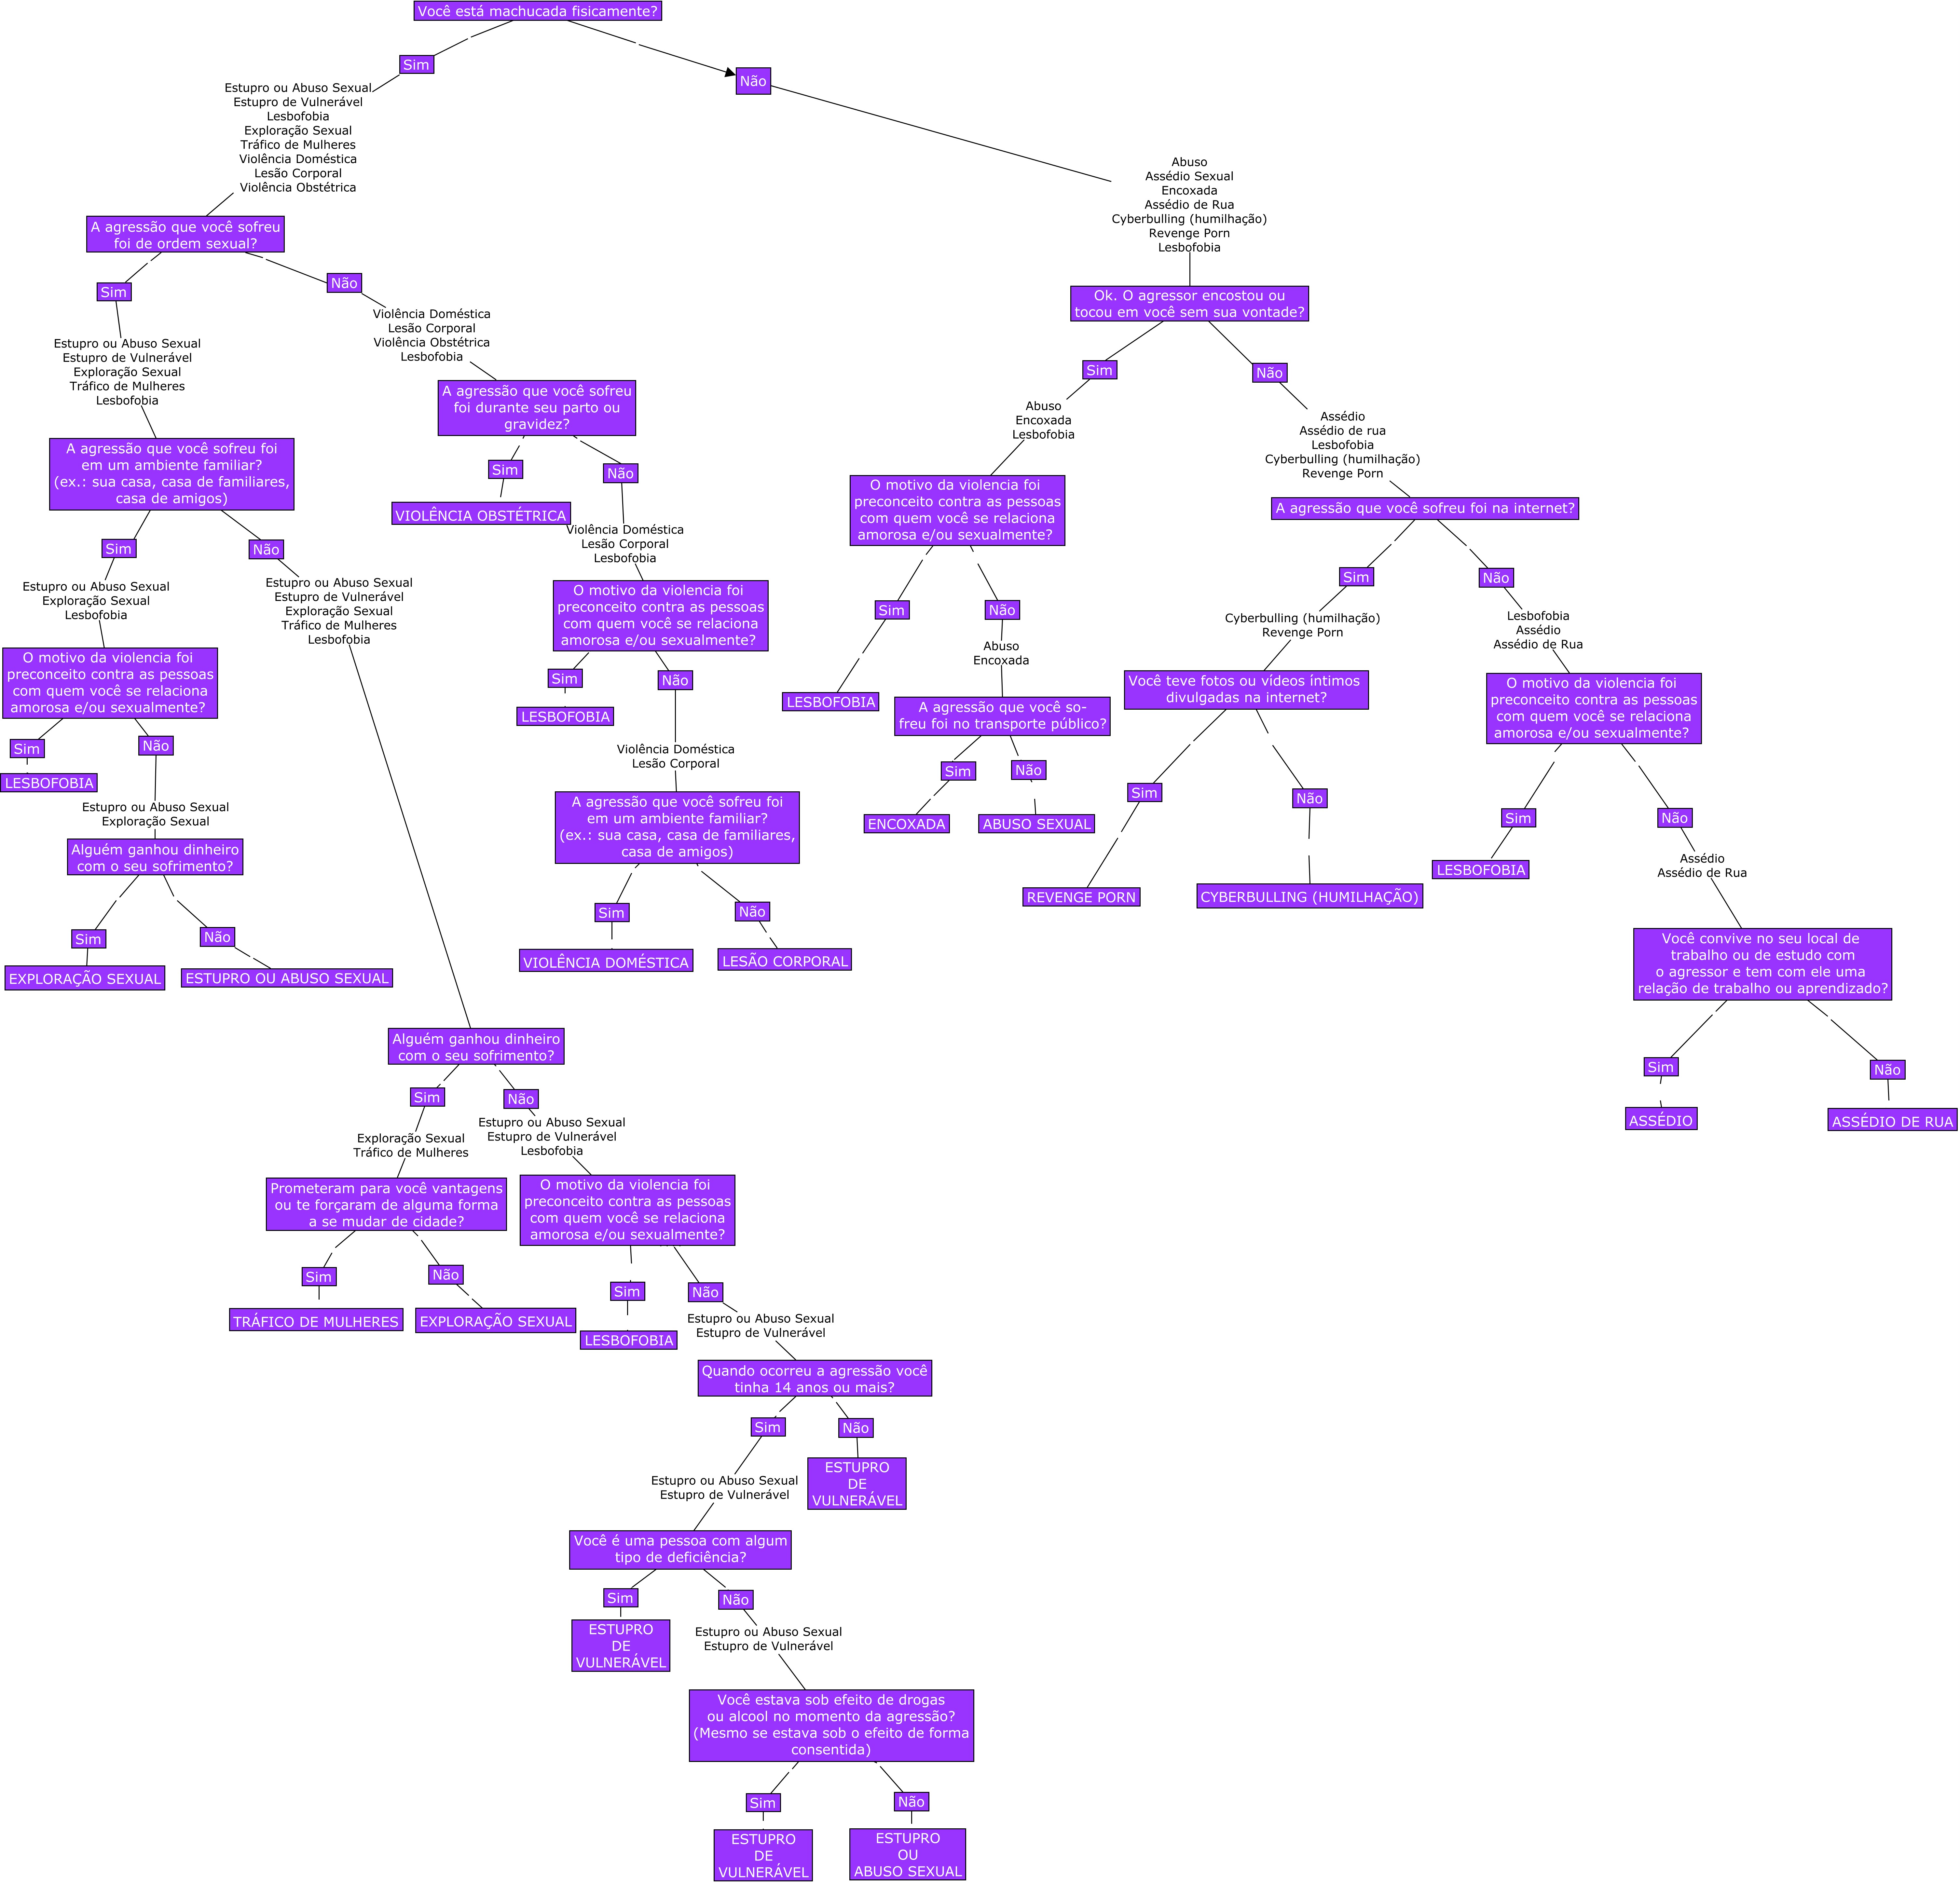 Você está machucada fisicamente?
Sim
Não
Estupro ou Abuso Sexual
Estupro de Vulnerável
Lesbofobia
Exploração Sexual
Tráfico de Mulheres
Violência Doméstica
Lesão Corporal
Violência Obstétrica
A agressão que você sofreu
foi de ordem sexual?
Sim
Não
Estupro ou Abuso Sexual
Estupro de Vulnerável
Exploração Sexual
Tráfico de Mulheres
Lesbofobia
A agressão que você sofreu foi
em um ambiente familiar?
(ex.: sua casa, casa de familiares,
casa de amigos)
Sim
Não
Estupro ou Abuso Sexual
Exploração Sexual
Lesbofobia
O motivo da violencia foi
preconceito contra as pessoas
com quem você se relaciona
amorosa e/ou sexualmente?
Sim
Não
LESBOFOBIA
Estupro ou Abuso Sexual
Exploração Sexual
Alguém ganhou dinheiro
com o seu sofrimento?
Sim
Não
EXPLORAÇÃO SEXUAL
ESTUPRO OU ABUSO SEXUAL
Estupro ou Abuso Sexual
Estupro de Vulnerável
Exploração Sexual
Tráfico de Mulheres
Lesbofobia
Alguém ganhou dinheiro
com o seu sofrimento?
Sim
Não
Exploração Sexual
Tráfico de Mulheres
Prometeram para você vantagens
ou te forçaram de alguma forma
a se mudar de cidade?
Sim
Não
TRÁFICO DE MULHERES
EXPLORAÇÃO SEXUAL
Estupro ou Abuso Sexual
Estupro de Vulnerável
Lesbofobia
O motivo da violencia foi
preconceito contra as pessoas
com quem você se relaciona
amorosa e/ou sexualmente?
Sim
Não
LESBOFOBIA
Estupro ou Abuso Sexual
Estupro de Vulnerável
Quando ocorreu a agressão você
tinha 14 anos ou mais?
Sim
Não
ESTUPRO
DE
VULNERÁVEL
Estupro ou Abuso Sexual
Estupro de Vulnerável
Você é uma pessoa com algum
tipo de deficiência?
Sim
Não
ESTUPRO
DE
VULNERÁVEL
Estupro ou Abuso Sexual
Estupro de Vulnerável
Você estava sob efeito de drogas
ou alcool no momento da agressão?
(Mesmo se estava sob o efeito de forma
consentida)
Sim
Não
ESTUPRO
DE
VULNERÁVEL
ESTUPRO
OU
ABUSO SEXUAL
Violência Doméstica
Lesão Corporal
Violência Obstétrica
Lesbofobia
A agressão que você sofreu
foi durante seu parto ou
gravidez?
Sim
Não
VIOLÊNCIA OBSTÉTRICA
Violência Doméstica
Lesão Corporal
Lesbofobia
O motivo da violencia foi
preconceito contra as pessoas
com quem você se relaciona
amorosa e/ou sexualmente?
Sim
Não
LESBOFOBIA
Violência Doméstica
Lesão Corporal
A agressão que você sofreu foi
em um ambiente familiar?
(ex.: sua casa, casa de familiares,
casa de amigos)
Sim
Não
VIOLÊNCIA DOMÉSTICA
LESÃO CORPORAL
Abuso
Assédio Sexual
Encoxada
Assédio de Rua
Cyberbulling (humilhação)
Revenge Porn
Lesbofobia
Ok. O agressor encostou ou
tocou em você sem sua vontade?
Sim
Não
Abuso
Encoxada
Lesbofobia
O motivo da violencia foi
preconceito contra as pessoas
com quem você se relaciona
amorosa e/ou sexualmente?
Sim
Não
LESBOFOBIA
Abuso
Encoxada
A agressão que você so-
freu foi no transporte público?
Sim
Não
ENCOXADA
ABUSO SEXUAL
Assédio
Assédio de rua
Lesbofobia
Cyberbulling (humilhação)
Revenge Porn
A agressão que você sofreu foi na internet?
Sim
Não
Cyberbulling (humilhação)
Revenge Porn
Você teve fotos ou vídeos íntimos
divulgadas na internet?
Sim
Não
REVENGE PORN
CYBERBULLING (HUMILHAÇÃO)
Lesbofobia
Assédio
Assédio de Rua
O motivo da violencia foi
preconceito contra as pessoas
com quem você se relaciona
amorosa e/ou sexualmente?
Sim
Não
LESBOFOBIA
Assédio
Assédio de Rua
Você convive no seu local de
trabalho ou de estudo com
o agressor e tem com ele uma
relação de trabalho ou aprendizado?
Sim
Não
ASSÉDIO
ASSÉDIO DE RUA